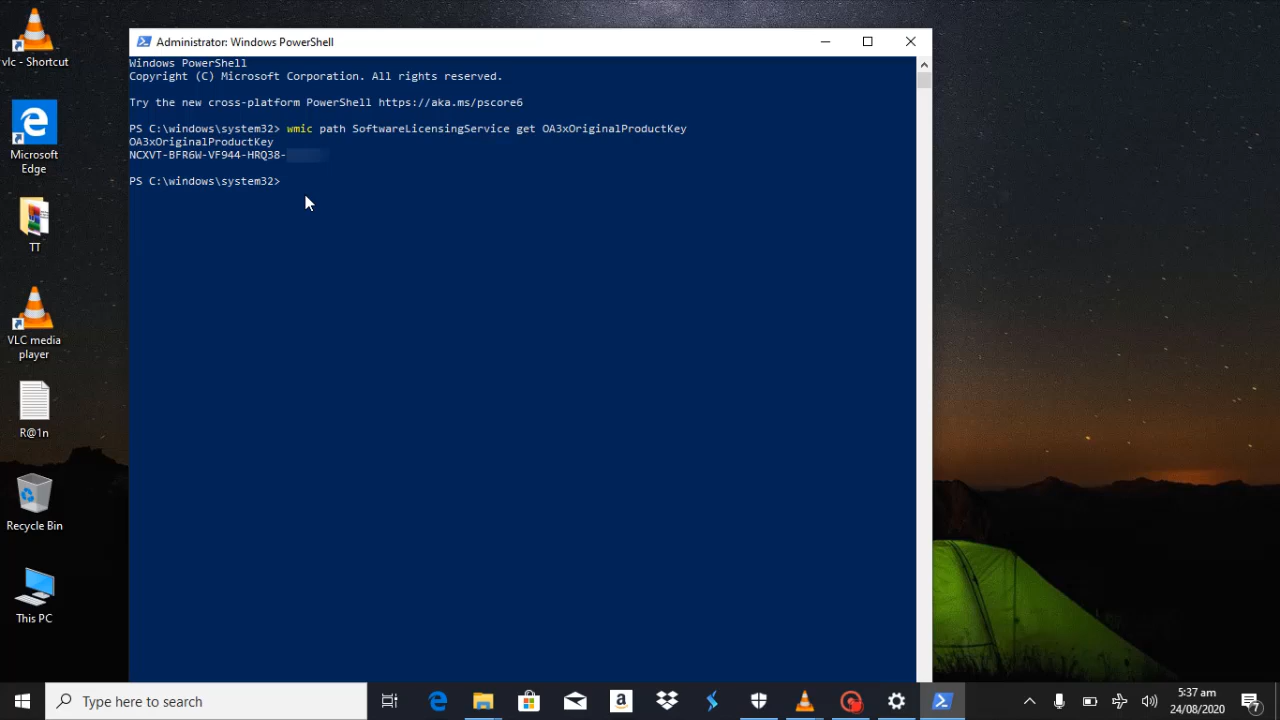 vlc - Shortcut
Microsoft
Edge
TT
VLC media
player
R@1n
Recycle Bin
This PC
Administrator: Windows PowerShell
Windows PowerShell
Copyright (C) Microsoft Corporation. All rights reserved.
Try the new cross-platform PowerShell https://aka.ms/pscore6
PS C:\windows\system32> wmic path SoftwareLicensingService get OA3xOriginalProductKey
OA3xOriginalProductKey
NCXVT-BFR6W-VF944-HRQ38-
PS C:\windows\system32>
Type here to search
5:37 am
24/08/2020
7